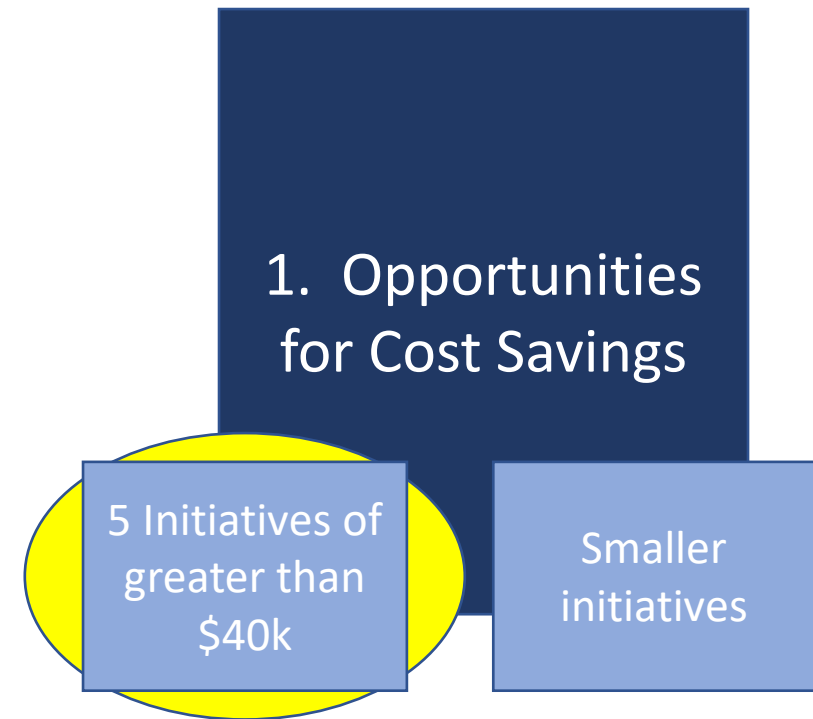 1. Opportunities
for Cost Savings
5 Initiatives of
greater than
$40k
Smaller
initiatives